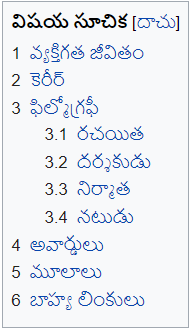 విషయ సూచిక [దాచు]
1 వ్యక్తిగత జీవితం
2 కెరీర్
3 ఫిల్మోగ్రఫీ
3.1 రచయిత
3.2 దర్శకుడు
3.3 నిర్మాత
3.4 నటుడు
4 అవార్డులు
5 మూలాలు
6 బాహ్య లింకులు